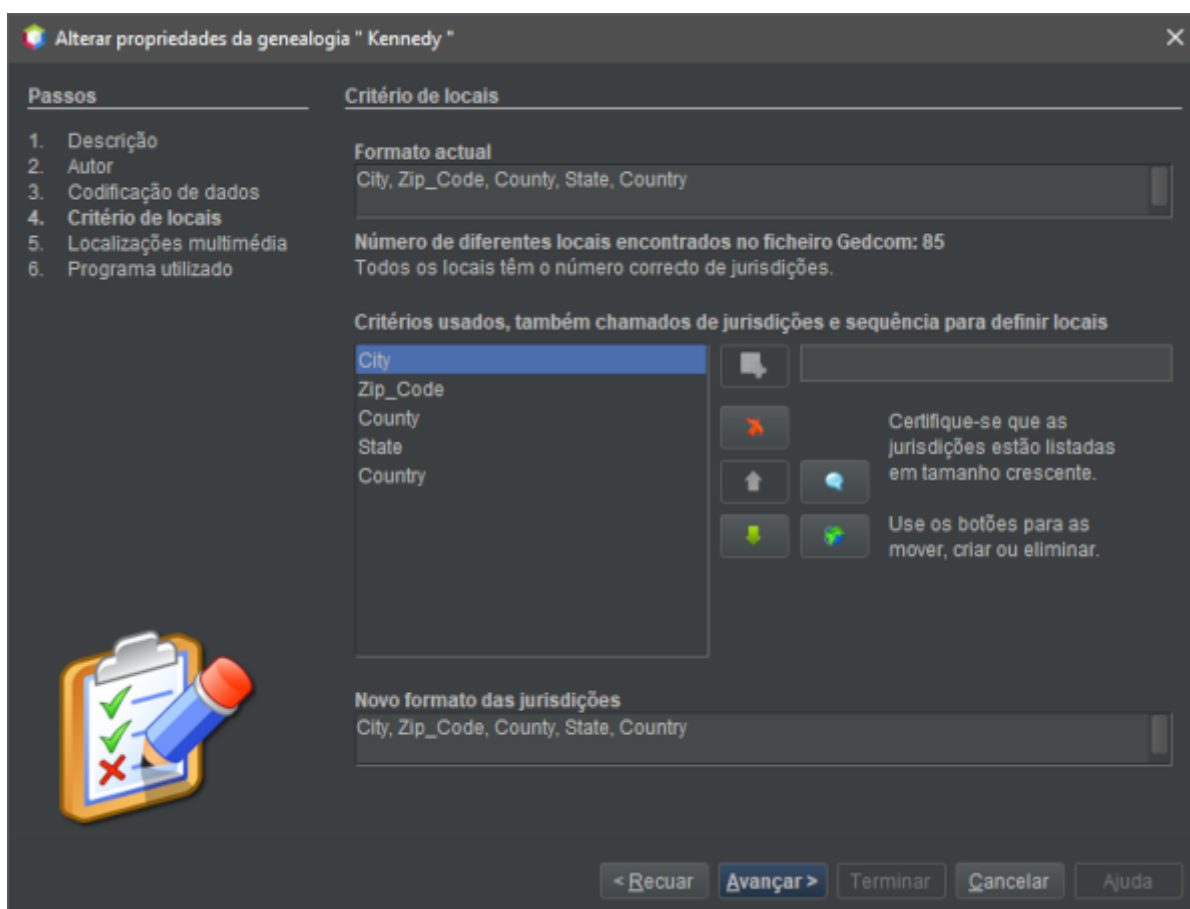 Alterar propriedades da genealogia " Kennedy "
Passos
1. Descrição
2. Autor
3. Codificação de dados
4. Critério de locais
5. Localizações multimédia
6. Programa utilizado
Critério de locais
Formato actual
City, Zip_Code, County, State, Country
Número de diferentes locais encontrados no ficheiro Gedcom: 85
Todos os locais têm o número correcto de jurisdições.
Critérios usados, também chamados de jurisdições e sequência para definir locais
City
Zip_Code
County
State
Country
Certifique-se que as
jurisdições estão listadas
em tamanho crescente.
Use os botões para as
mover, criar ou eliminar.
Novo formato das jurisdições
City, Zip_Code, County, State, Country
< Recuar
Avançar >
Terminar
Cancelar
Ajuda